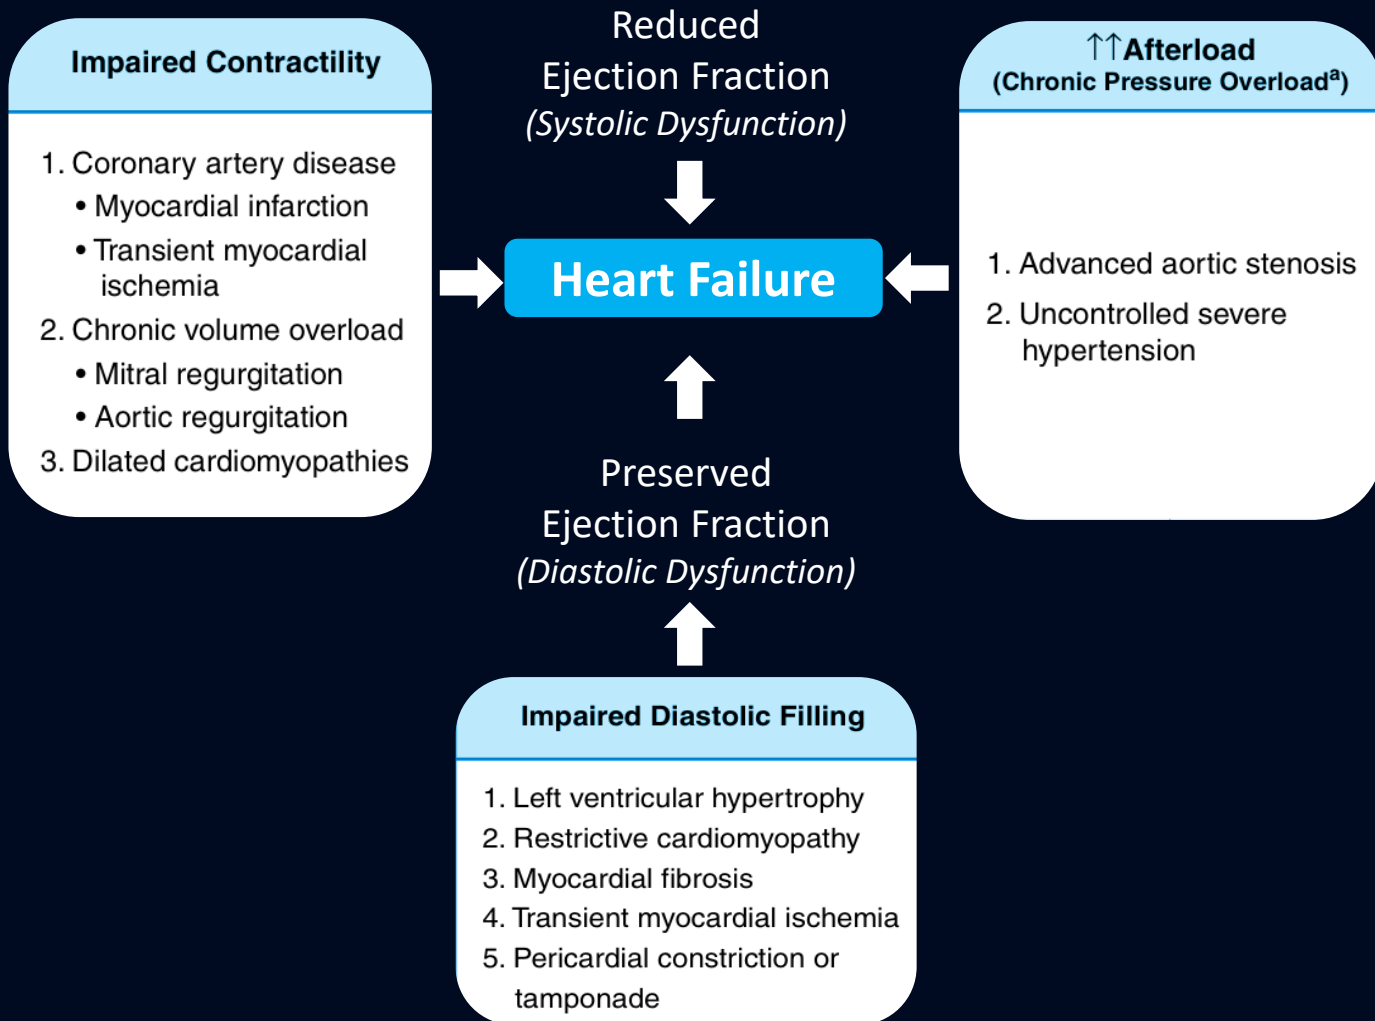 Impaired Contractility
1. Coronary artery disease
• Myocardial infarction
• Transient myocardial
ischemia
2. Chronic volume overload
• Mitral regurgitation
• Aortic regurgitation
3. Dilated cardiomyopathies
Reduced
Ejection Fraction
(Systolic Dysfunction)
Heart Failure
↑↑Afterload
(Chronic Pressure Overloadᵃ)
1. Advanced aortic stenosis
2. Uncontrolled severe
hypertension
Preserved
Ejection Fraction
(Diastolic Dysfunction)
Impaired Diastolic Filling
1. Left ventricular hypertrophy
2. Restrictive cardiomyopathy
3. Myocardial fibrosis
4. Transient myocardial ischemia
5. Pericardial constriction or
tamponade